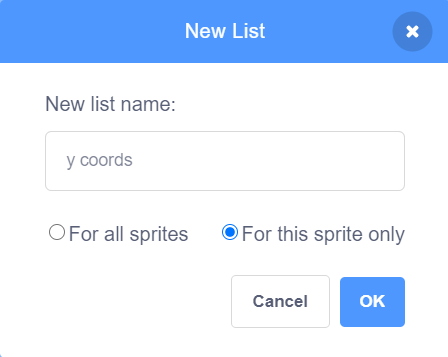 New List
New list name:
y coords
For all sprites For this sprite only
Cancel OK